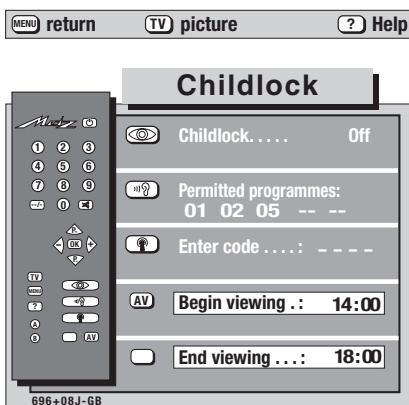 MENU return TV picture ? Help
Childlock
Metz
1 2 3
4 5 6
7 8 9
--/- 0
P+
- OK +
P-
TV
MENU
?
A
B AV
Childlock..... Off
Permitted programmes:
01 02 05 -- --
Enter code ....: – – – –
AV Begin viewing .: 14:00
End viewing ...: 18:00
696+08J-GB